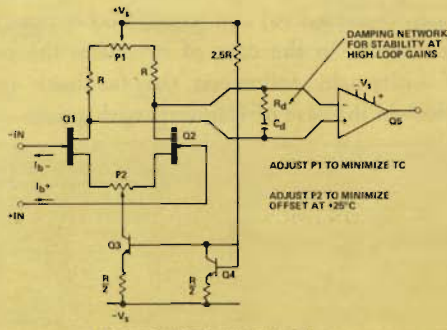 +Vs
P1
R
R
2.5R
DAMPING NETWORK
FOR STABILITY AT
HIGH LOOP GAINS
Rd
Cd
-Vs
+
−
+
Q5
Q1
Q2
−IN
Ib-
Ib+
+IN
P2
ADJUST P1 TO MINIMIZE TC
ADJUST P2 TO MINIMIZE
OFFSET AT +25°C
Q3
Q4
R
2
R
2
−Vs